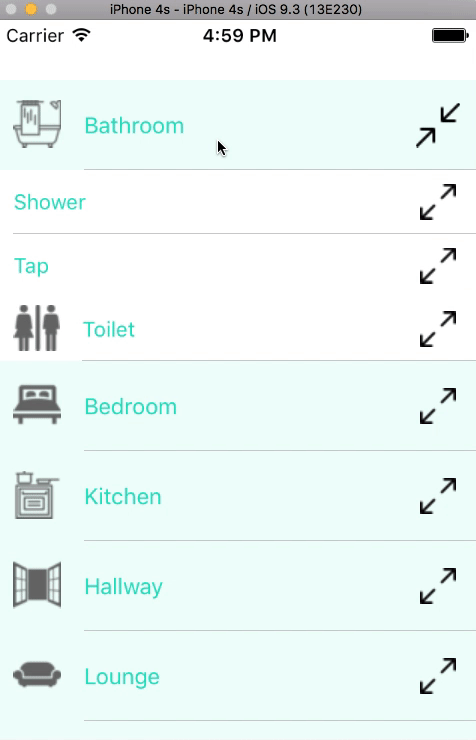 iPhone 4s - iPhone 4s / iOS 9.3 (13E230)
Carrier 4:59 PM
Bathroom
Shower
Tap
Toilet
Bedroom
Kitchen
Hallway
Lounge